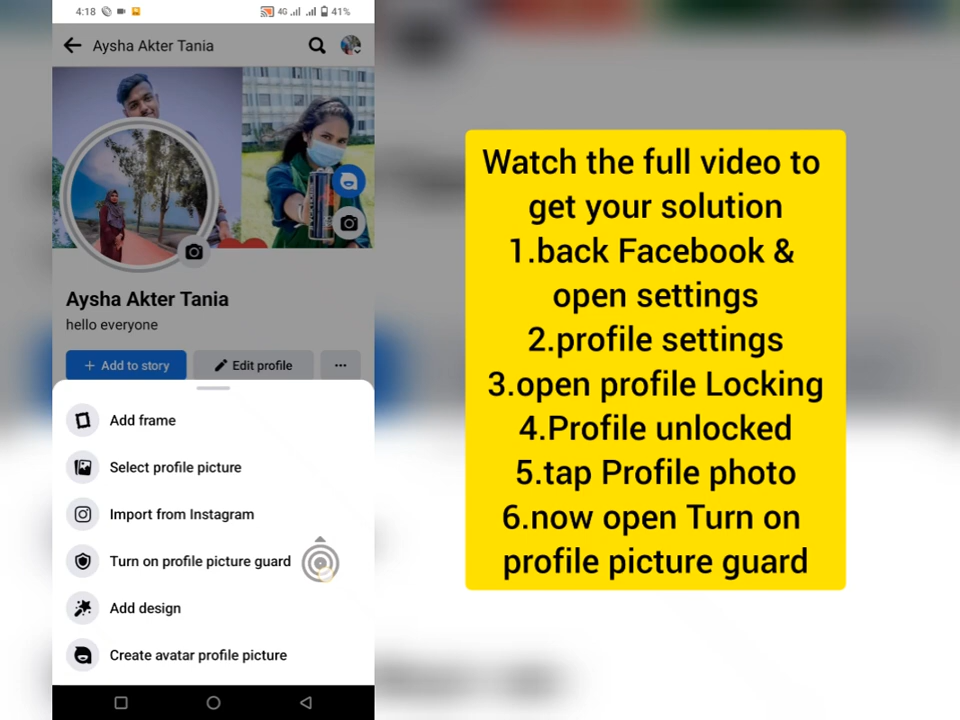 4:18
4G
41%
Aysha Akter Tania
Aysha Akter Tania
hello everyone
+ Add to story
Edit profile
Add frame
Select profile picture
Import from Instagram
Turn on profile picture guard
Add design
Create avatar profile picture
Watch the full video to
get your solution
1.back Facebook &
open settings
2.profile settings
3.open profile Locking
4.Profile unlocked
5.tap Profile photo
6.now open Turn on
profile picture guard